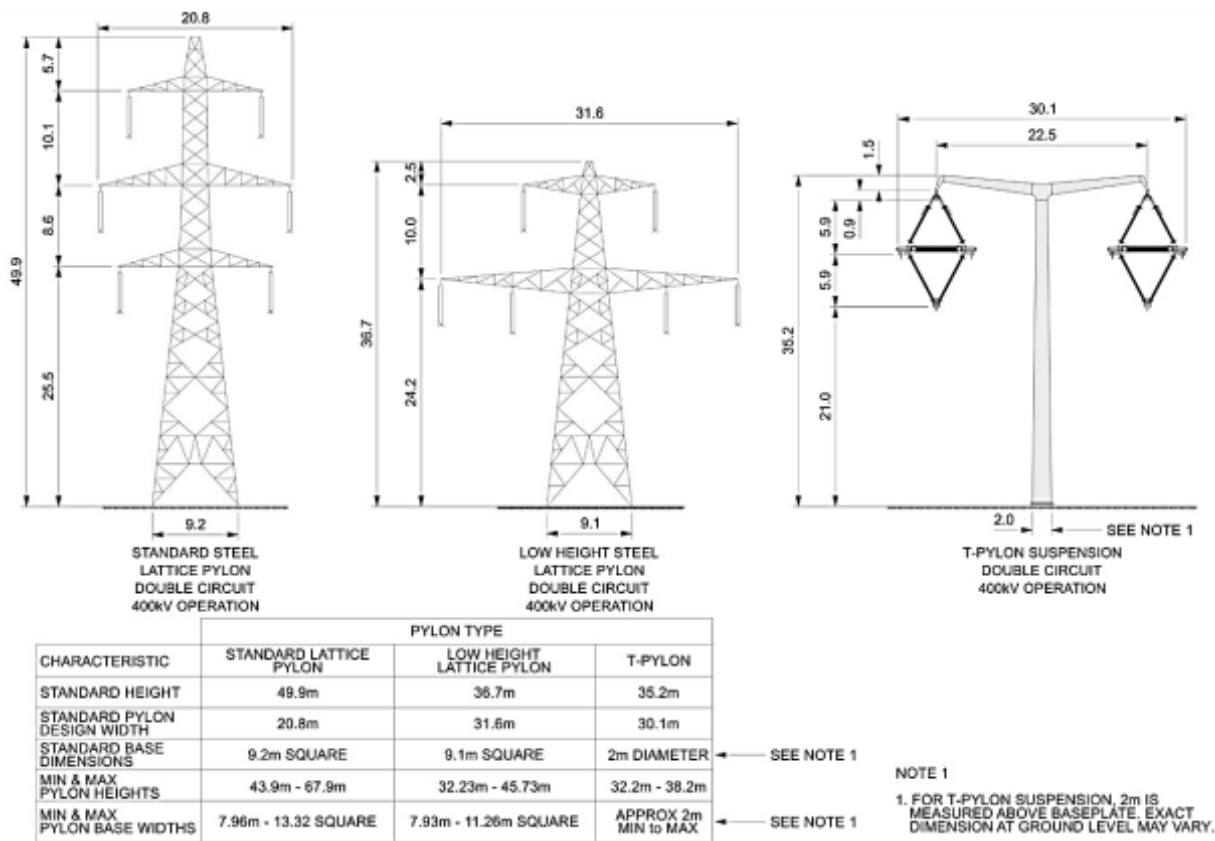 20.8
5.7
10.1
8.6
49.9
25.5
9.2
STANDARD STEEL
LATTICE PYLON
DOUBLE CIRCUIT
400kV OPERATION
31.6
2.5
10.0
36.7
24.2
9.1
LOW HEIGHT STEEL
LATTICE PYLON
DOUBLE CIRCUIT
400kV OPERATION
30.1
22.5
1.5
5.9
0.9
5.9
35.2
21.0
2.0
SEE NOTE 1
T-PYLON SUSPENSION
DOUBLE CIRCUIT
400kV OPERATION
PYLON TYPE
CHARACTERISTIC
STANDARD LATTICE
PYLON
LOW HEIGHT
LATTICE PYLON
T-PYLON
STANDARD HEIGHT
49.9m
36.7m
35.2m
STANDARD PYLON
DESIGN WIDTH
20.8m
31.6m
30.1m
STANDARD BASE
DIMENSIONS
9.2m SQUARE
9.1m SQUARE
2m DIAMETER
SEE NOTE 1
MIN & MAX
PYLON HEIGHTS
43.9m - 67.9m
32.23m - 45.73m
32.2m - 38.2m
MIN & MAX
PYLON BASE WIDTHS
7.96m - 13.32 SQUARE
7.93m - 11.26m SQUARE
APPROX 2m
MIN to MAX
SEE NOTE 1
NOTE 1
1. FOR T-PYLON SUSPENSION, 2m IS
MEASURED ABOVE BASEPLATE. EXACT
DIMENSION AT GROUND LEVEL MAY VARY.